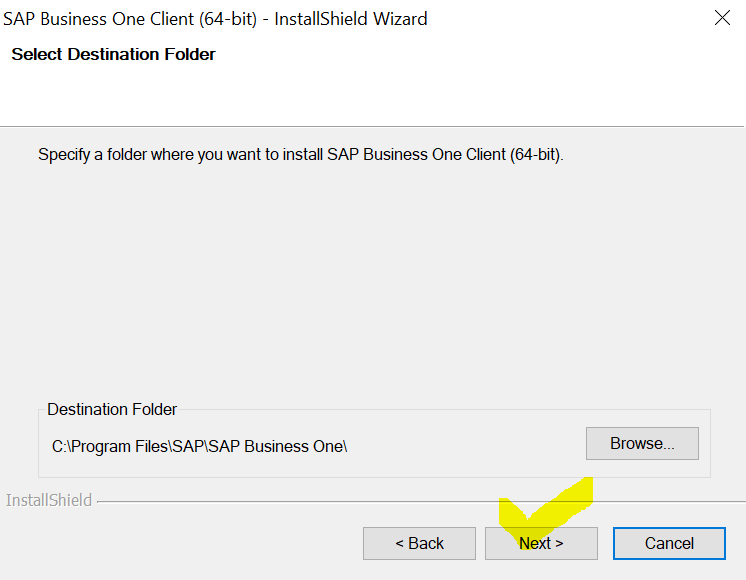 SAP Business One Client (64-bit) - InstallShield Wizard
Select Destination Folder
Specify a folder where you want to install SAP Business One Client (64-bit).
Destination Folder
C:\Program Files\SAP\SAP Business One\
Browse...
InstallShield
< Back
Next >
Cancel